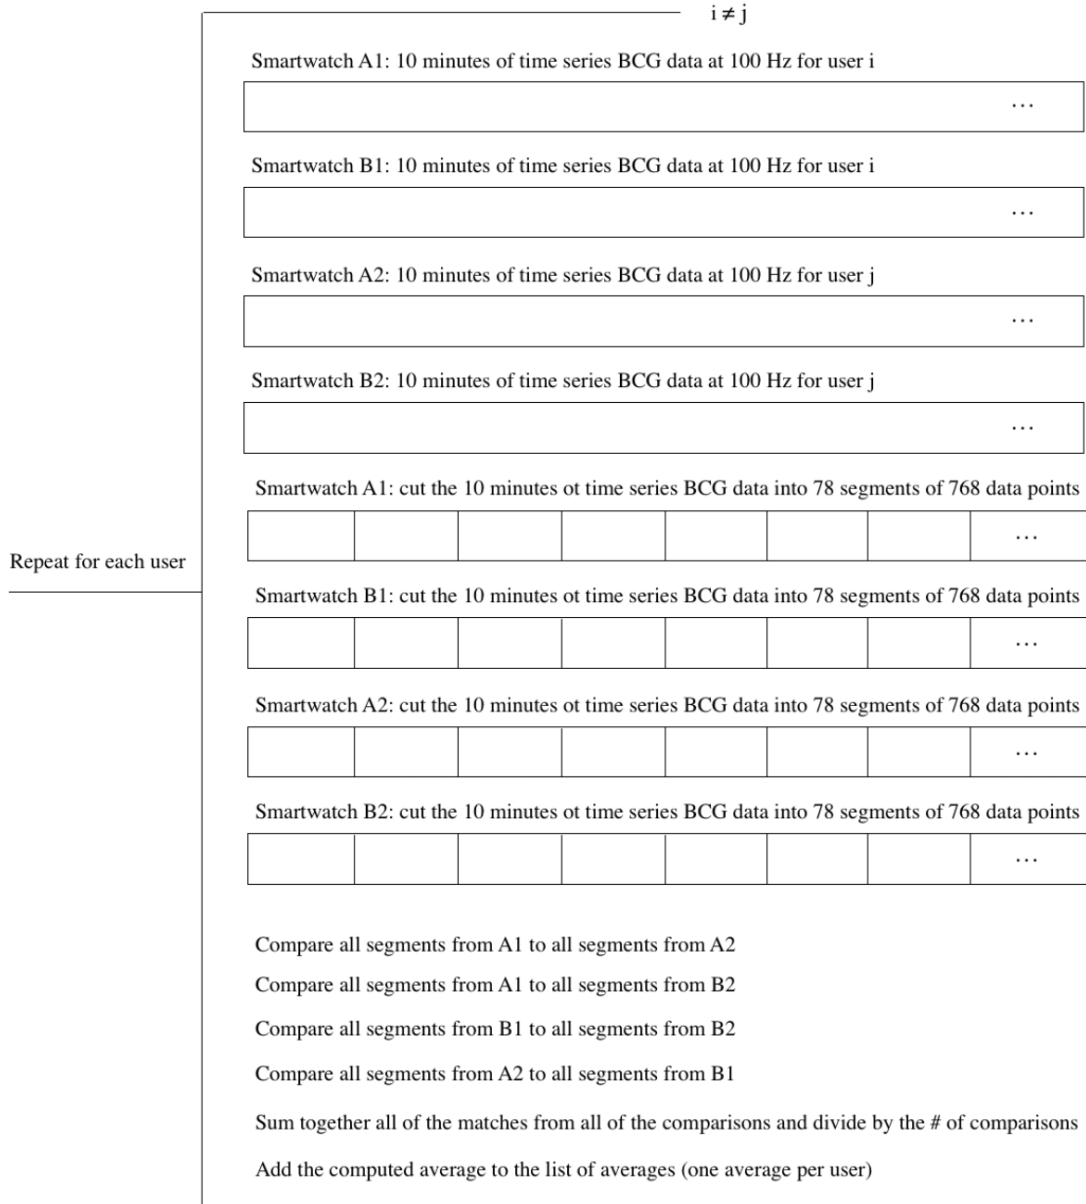 i ≠ j
Smartwatch A1: 10 minutes of time series BCG data at 100 Hz for user i
...
Smartwatch B1: 10 minutes of time series BCG data at 100 Hz for user i
...
Smartwatch A2: 10 minutes of time series BCG data at 100 Hz for user j
...
Smartwatch B2: 10 minutes of time series BCG data at 100 Hz for user j
...
Smartwatch A1: cut the 10 minutes ot time series BCG data into 78 segments of 768 data points
...
Repeat for each user
Smartwatch B1: cut the 10 minutes ot time series BCG data into 78 segments of 768 data points
...
Smartwatch A2: cut the 10 minutes ot time series BCG data into 78 segments of 768 data points
...
Smartwatch B2: cut the 10 minutes ot time series BCG data into 78 segments of 768 data points
...
Compare all segments from A1 to all segments from A2
Compare all segments from A1 to all segments from B2
Compare all segments from B1 to all segments from B2
Compare all segments from A2 to all segments from B1
Sum together all of the matches from all of the comparisons and divide by the # of comparisons
Add the computed average to the list of averages (one average per user)